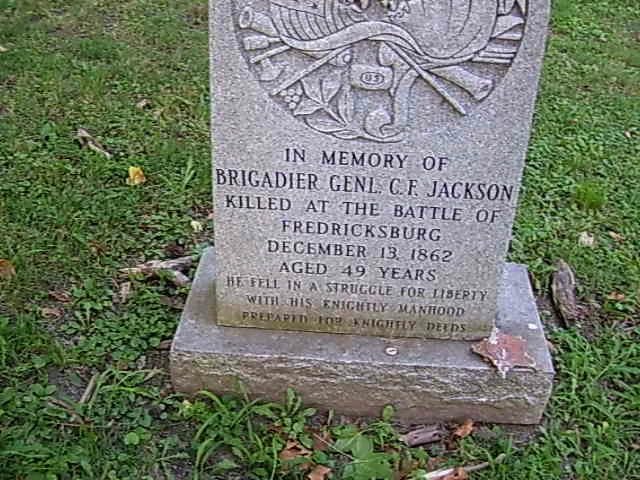 US
IN MEMORY OF
BRIGADIER GENL. C.F. JACKSON
KILLED AT THE BATTLE OF
FREDRICKSBURG
DECEMBER 13, 1862
AGED 49 YEARS
HE FELL IN A STRUGGLE FOR LIBERTY
WITH HIS KNIGHTLY MANHOOD
PREPARED FOR KNIGHTLY DEEDS